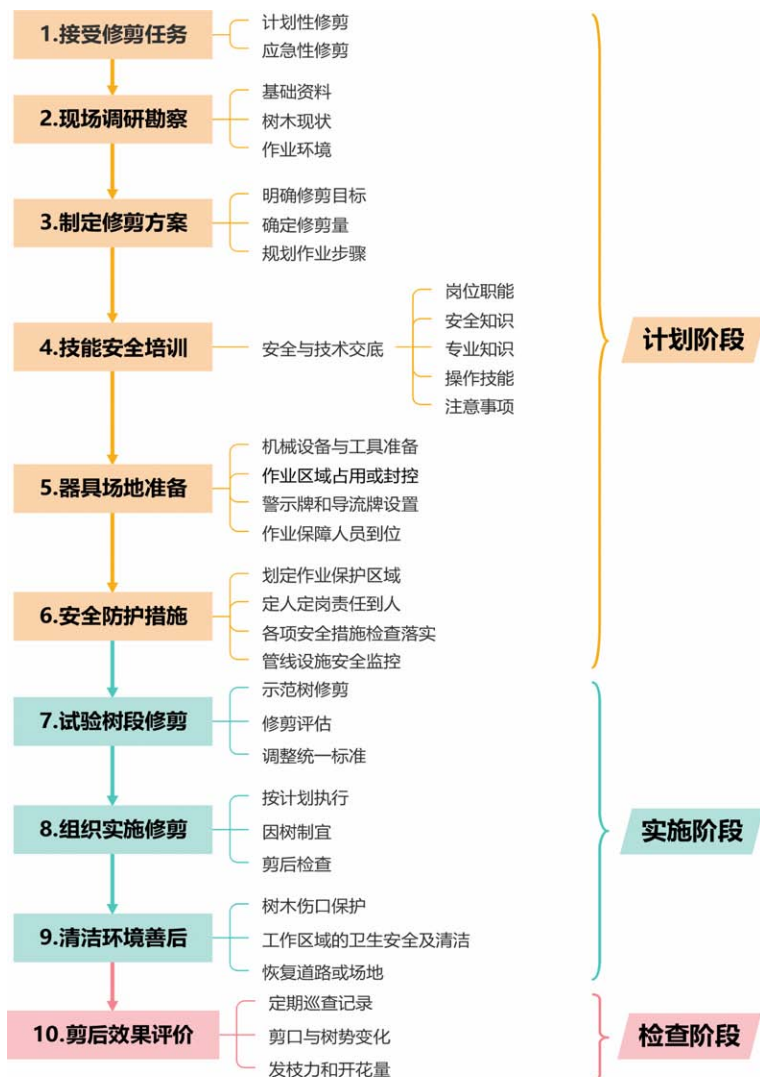 1.接受修剪任务
计划性修剪
应急性修剪
2.现场调研勘察
基础资料
树木现状
作业环境
3.制定修剪方案
明确修剪目标
确定修剪量
规划作业步骤
4.技能安全培训
安全与技术交底
岗位职能
安全知识
专业知识
操作技能
注意事项
5.器具场地准备
机械设备与工具准备
作业区域占用或封控
警示牌和导流牌设置
作业保障人员到位
6.安全防护措施
划定作业保护区域
定人定岗责任到人
各项安全措施检查落实
管线设施安全监控
计划阶段
7.试验树段修剪
示范树修剪
修剪评估
调整统一标准
8.组织实施修剪
按计划执行
因树制宜
剪后检查
9.清洁环境善后
树木伤口保护
工作区域的卫生安全及清洁
恢复道路或场地
实施阶段
10.剪后效果评价
定期巡查记录
剪口与树势变化
发枝力和开花量
检查阶段